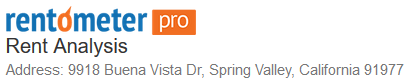 rentometer pro
Rent Analysis
Address: 9918 Buena Vista Dr, Spring Valley, California 91977